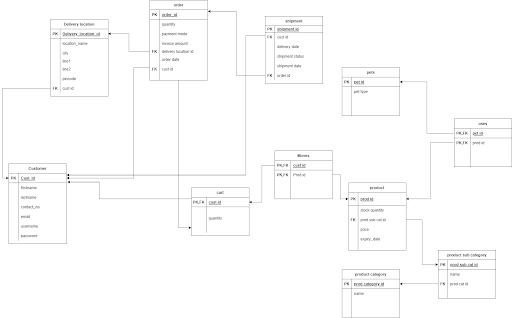 Delivery location
PK Delivery_location_id
location_name
city
line1
line2
pincode
FK cust id
order
PK order_id
quantity
payment mode
invoice amount
FK delivery location id
order date
FK cust id
shipment
PK shipment id
FK cust id
delivery date
shipment status
shipment date
FK order id
pets
PK pet id
pet type
uses
PK,FK pet id
PK,FK prod id
Customer
PK Cust_id
firstname
lastname
contact_no
email
username
password
cart
PK,FK cust id
quantity
PK,FK cust id
PK,FK Prod id
product
PK prod id
stock quantity
FK prod sub cat id
price
expiry_date
product sub category
PK prod sub cat id
name
FK prod cat id
product category
PK prod_category_id
name